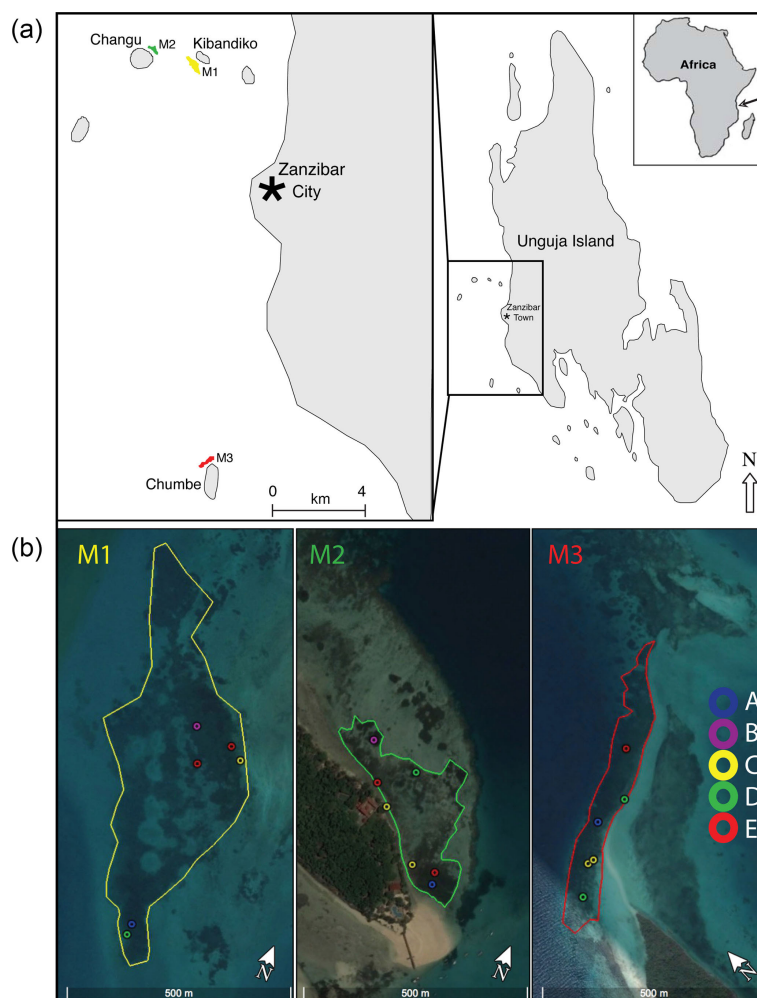 (a)
Changu
M2
Kibandiko
M1
Africa
Zanzibar
City
Unguja Island
Zanzibar
Town
M3
Chumbe
0 4
km
N
(b)
M1
M2
M3
A
B
C
D
E
N
N
N
500 m
500 m
500 m